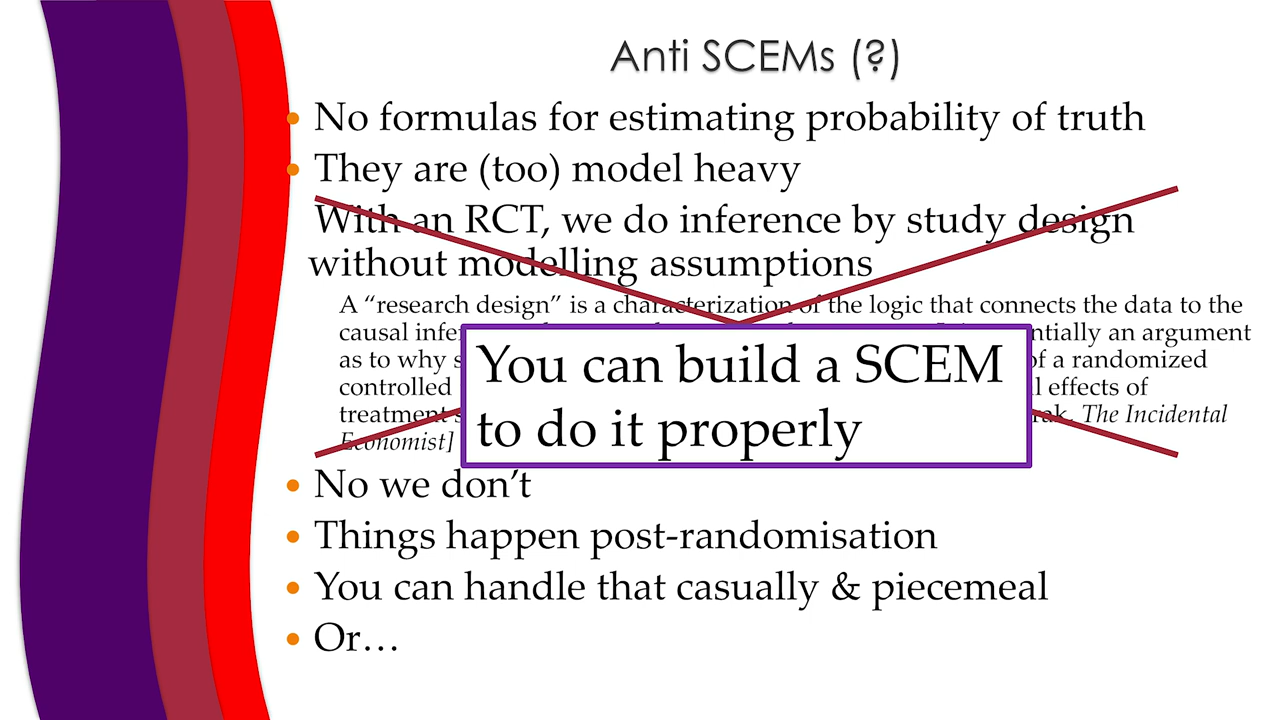 Anti SCEMs (?)
• No formulas for estimating probability of truth
• They are (too) model heavy
With an RCT, we do inference by study design
without modelling assumptions
A “research design” is a characterization of the logic that connects the data to the
causal ntially an argument
as to why of a randomized
controlled effects of
treatment The Incidental
Economist]
You can build a SCEM
to do it properly
• No we don’t
• Things happen post-randomisation
• You can handle that casually & piecemeal
• Or…